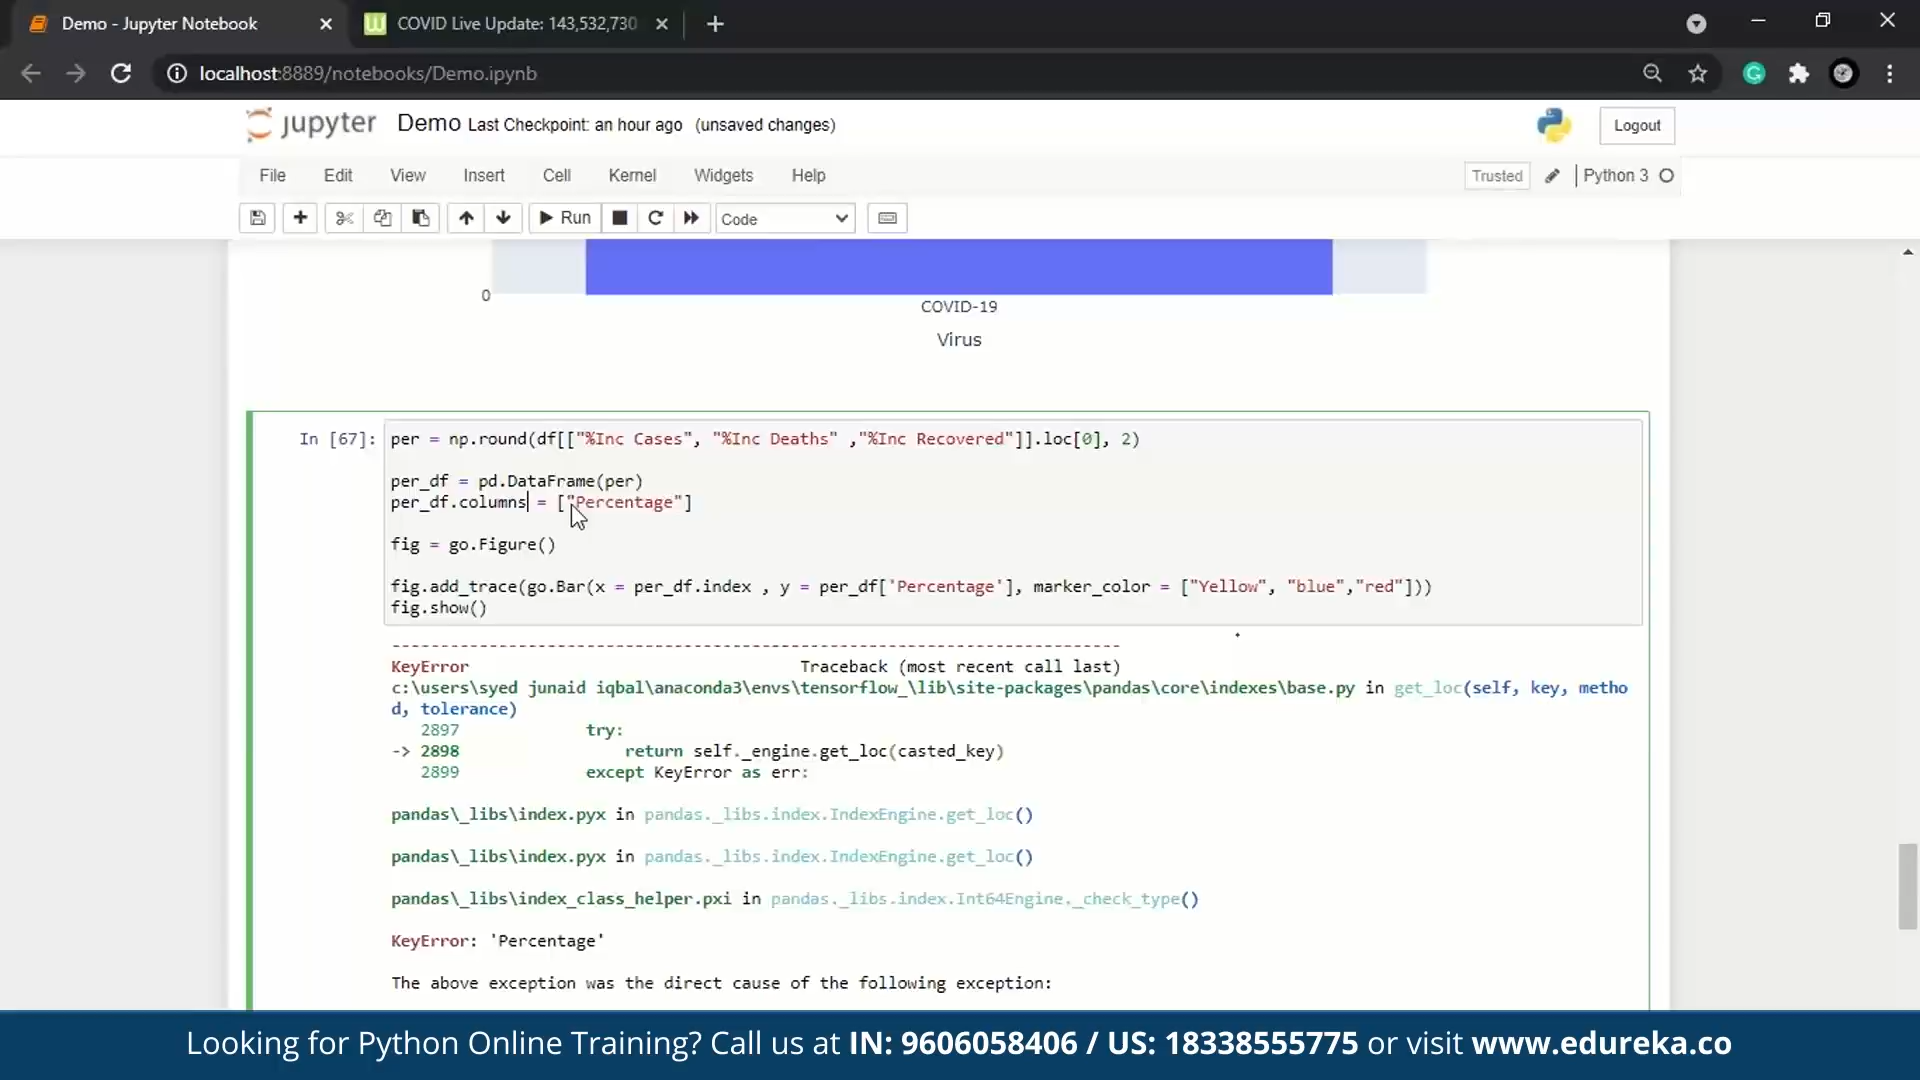 Demo - Jupyter Notebook
COVID Live Update: 143,532,730
localhost:8889/notebooks/Demo.ipynb
jupyter Demo Last Checkpoint: an hour ago (unsaved changes)
Logout
File Edit View Insert Cell Kernel Widgets Help
Trusted
Python 3
Run
Code
0
COVID-19
Virus
In [67]:
per = np.round(df[["%Inc Cases", "%Inc Deaths" ,"%Inc Recovered"]].loc[0], 2)
per_df = pd.DataFrame(per)
per_df.columns = ["Percentage"]
fig = go.Figure()
fig.add_trace(go.Bar(x = per_df.index , y = per_df['Percentage'], marker_color = ["Yellow", "blue","red"]))
fig.show()
---------------------------------------------------------------------------
KeyError Traceback (most recent call last)
c:\users\syed junaid iqbal\anaconda3\envs\tensorflow_\lib\site-packages\pandas\core\indexes\base.py in get_loc(self, key, metho
d, tolerance)
2897 try:
-> 2898 return self._engine.get_loc(casted_key)
2899 except KeyError as err:
pandas\_libs\index.pyx in pandas._libs.index.IndexEngine.get_loc()
pandas\_libs\index.pyx in pandas._libs.index.IndexEngine.get_loc()
pandas\_libs\index_class_helper.pxi in pandas._libs.index.Int64Engine._check_type()
KeyError: 'Percentage'
The above exception was the direct cause of the following exception:
Looking for Python Online Training? Call us at IN: 9606058406 / US: 18338555775 or visit www.edureka.co